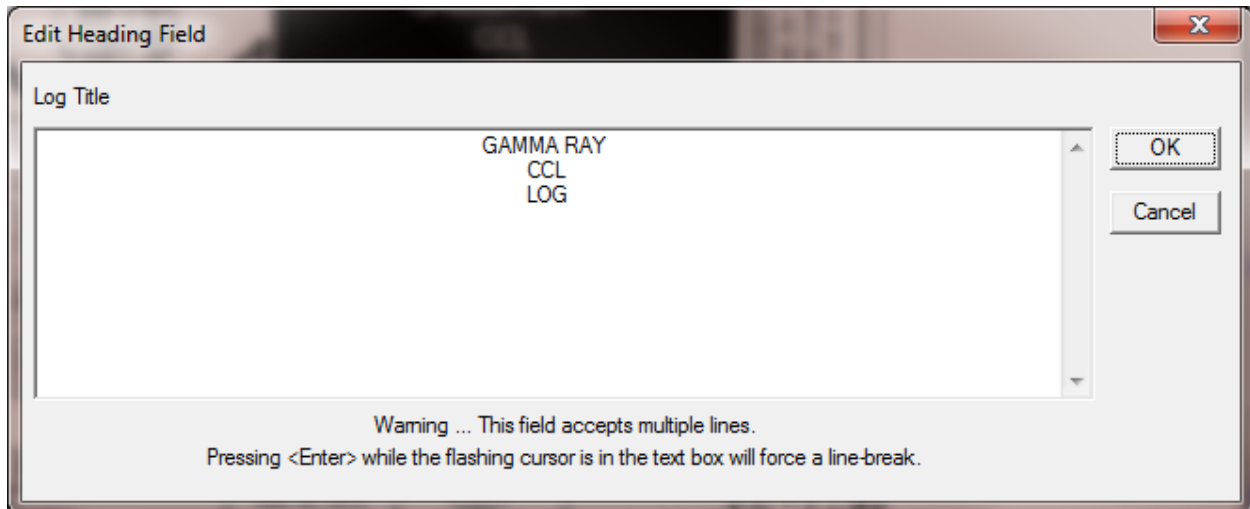 Edit Heading Field
Log Title
GAMMA RAY
CCL
LOG
OK
Cancel
Warning ... This field accepts multiple lines.
Pressing <Enter> while the flashing cursor is in the text box will force a line-break.